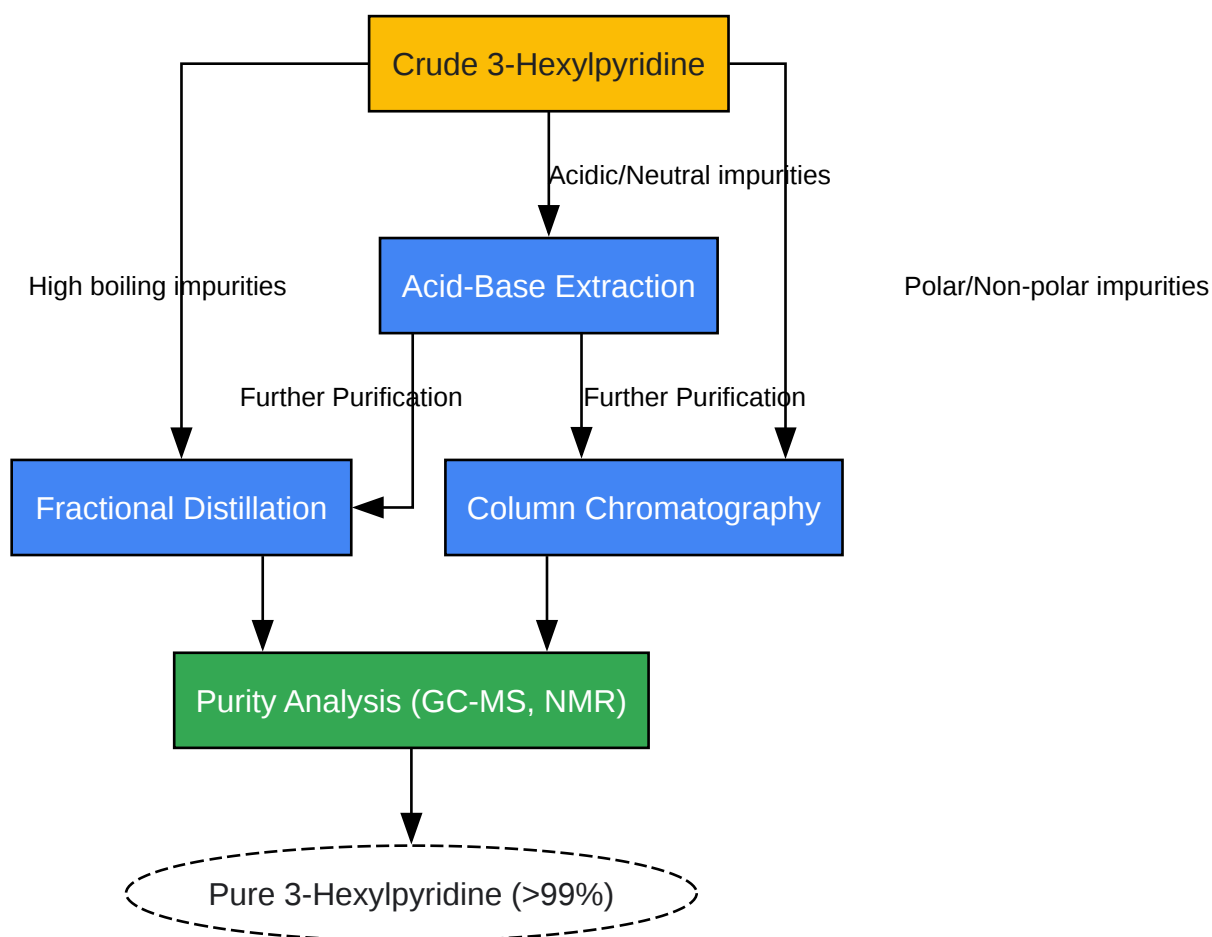 Crude 3-Hexylpyridine
Acidic/Neutral impurities
High boiling impurities
Acid-Base Extraction
Polar/Non-polar impurities
Further Purification
Further Purification
Fractional Distillation
Column Chromatography
Purity Analysis (GC-MS, NMR)
Pure 3-Hexylpyridine (>99%)